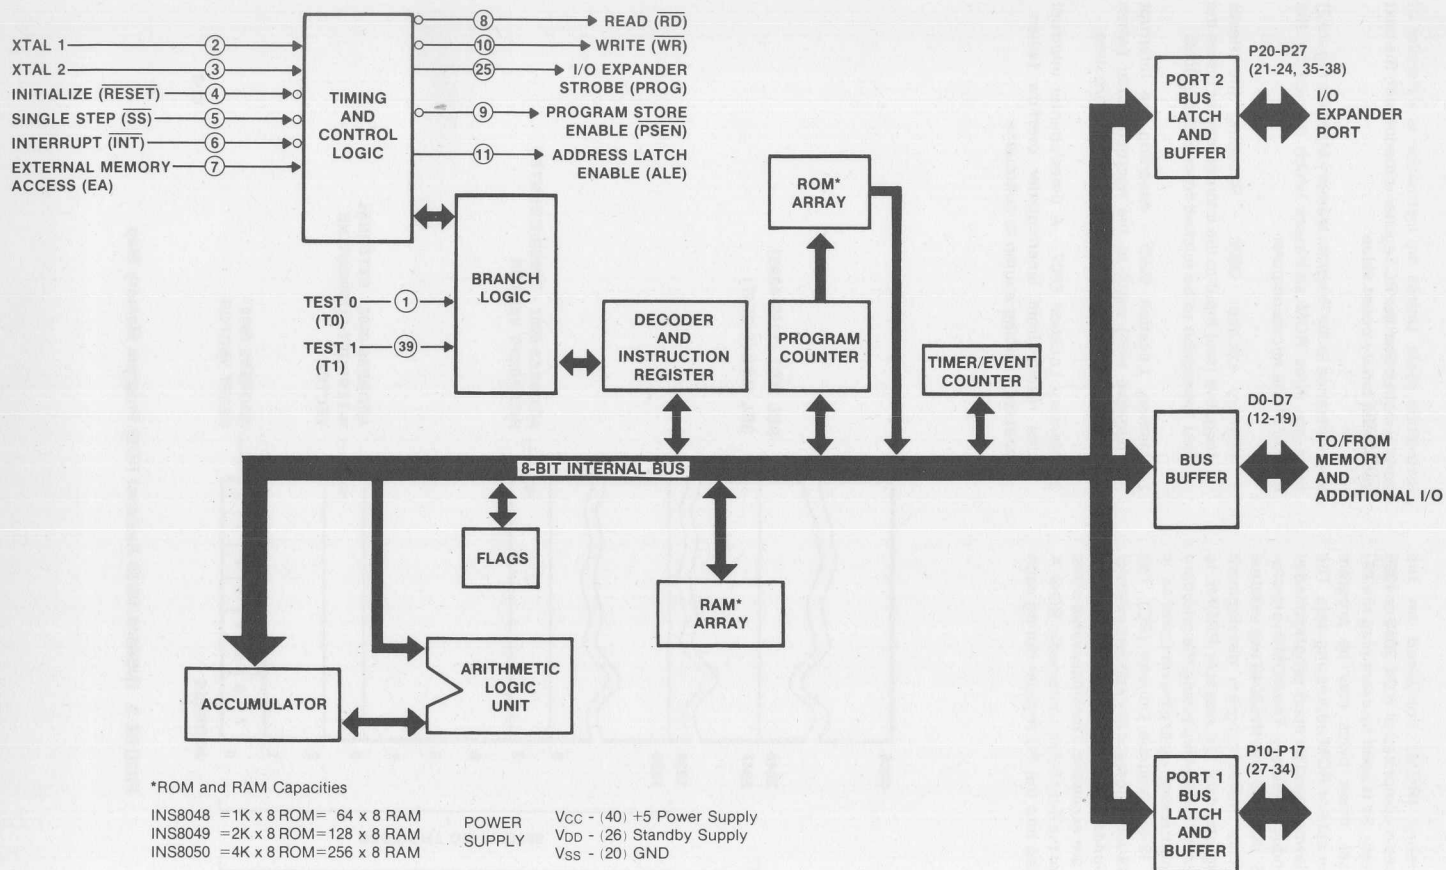 XTAL 1
2
XTAL 2
3
INITIALIZE (RESET)
4
SINGLE STEP (SS)
5
INTERRUPT (INT)
6
EXTERNAL MEMORY
ACCESS (EA)
7
TIMING
AND
CONTROL
LOGIC
8
READ (RD)
10
WRITE (WR)
25
I/O EXPANDER
STROBE (PROG)
9
PROGRAM STORE
ENABLE (PSEN)
11
ADDRESS LATCH
ENABLE (ALE)
TEST 0
(T0)
1
TEST 1
(T1)
39
BRANCH
LOGIC
DECODER
AND
INSTRUCTION
REGISTER
ROM*
ARRAY
PROGRAM
COUNTER
TIMER/EVENT
COUNTER
PORT 2
BUS
LATCH
AND
BUFFER
P20-P27
(21-24, 35-38)
I/O
EXPANDER
PORT
8-BIT INTERNAL BUS
BUS
BUFFER
D0-D7
(12-19)
TO/FROM
MEMORY
AND
ADDITIONAL I/O
FLAGS
RAM*
ARRAY
ACCUMULATOR
ARITHMETIC
LOGIC
UNIT
PORT 1
BUS
LATCH
AND
BUFFER
P10-P17
(27-34)
*ROM and RAM Capacities
INS8048 =1K x 8 ROM= 64 x 8 RAM
INS8049 =2K x 8 ROM=128 x 8 RAM
INS8050 =4K x 8 ROM=256 x 8 RAM
POWER
SUPPLY
VCC - (40) +5 Power Supply
VDD - (26) Standby Supply
VSS - (20) GND